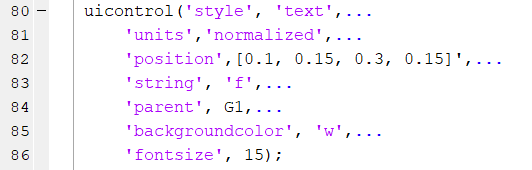 80 — uicontrol('style', 'text',...
81 'units','normalized',...
82 'position',[0.1, 0.15, 0.3, 0.15]',...
83 'string', 'f',...
84 'parent', G1,...
85 'backgroundcolor', 'w',...
86 'fontsize', 15);